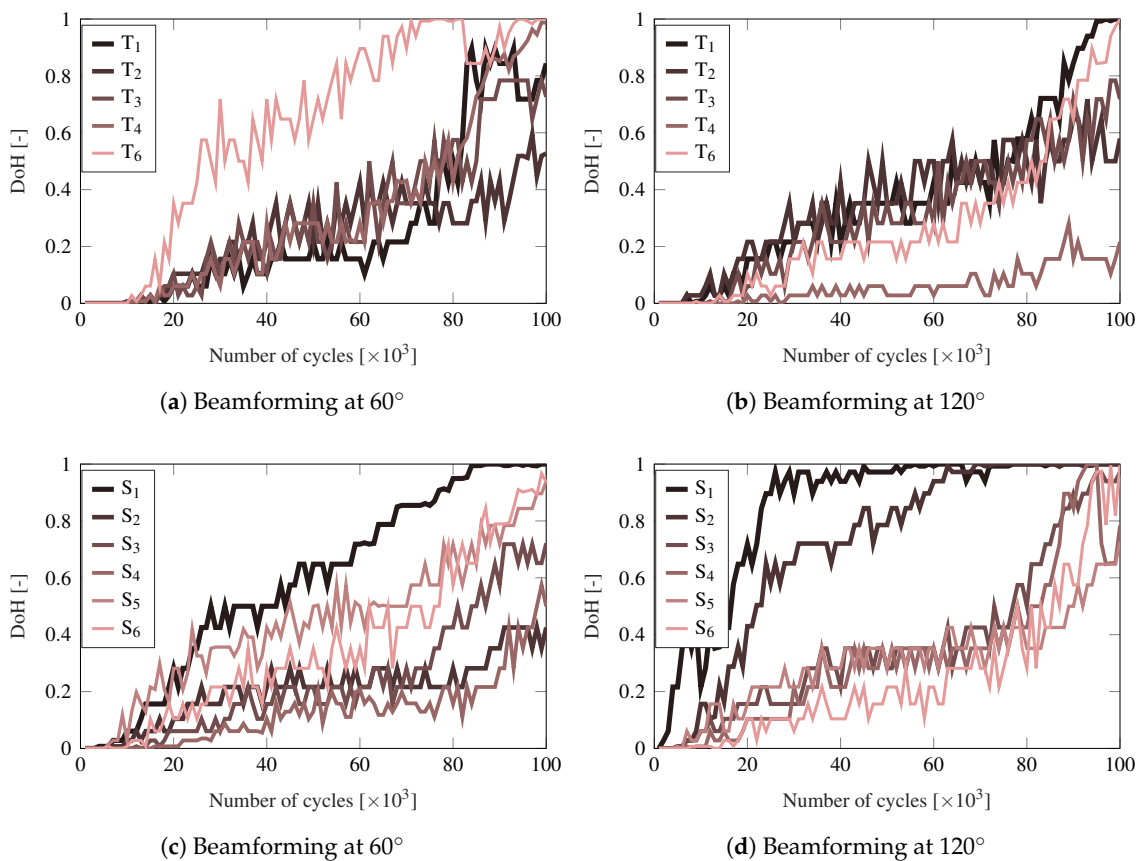 1
0.8
0.6
0.4
0.2
0
DoH [-]
T1
T2
T3
T4
T6
0 20 40 60 80 100
Number of cycles [×10³]
(a) Beamforming at 60°
1
0.8
0.6
0.4
0.2
0
DoH [-]
T1
T2
T3
T4
T6
0 20 40 60 80 100
Number of cycles [×10³]
(b) Beamforming at 120°
1
0.8
0.6
0.4
0.2
0
DoH [-]
S1
S2
S3
S4
S5
S6
0 20 40 60 80 100
Number of cycles [×10³]
(c) Beamforming at 60°
1
0.8
0.6
0.4
0.2
0
DoH [-]
S1
S2
S3
S4
S5
S6
0 20 40 60 80 100
Number of cycles [×10³]
(d) Beamforming at 120°